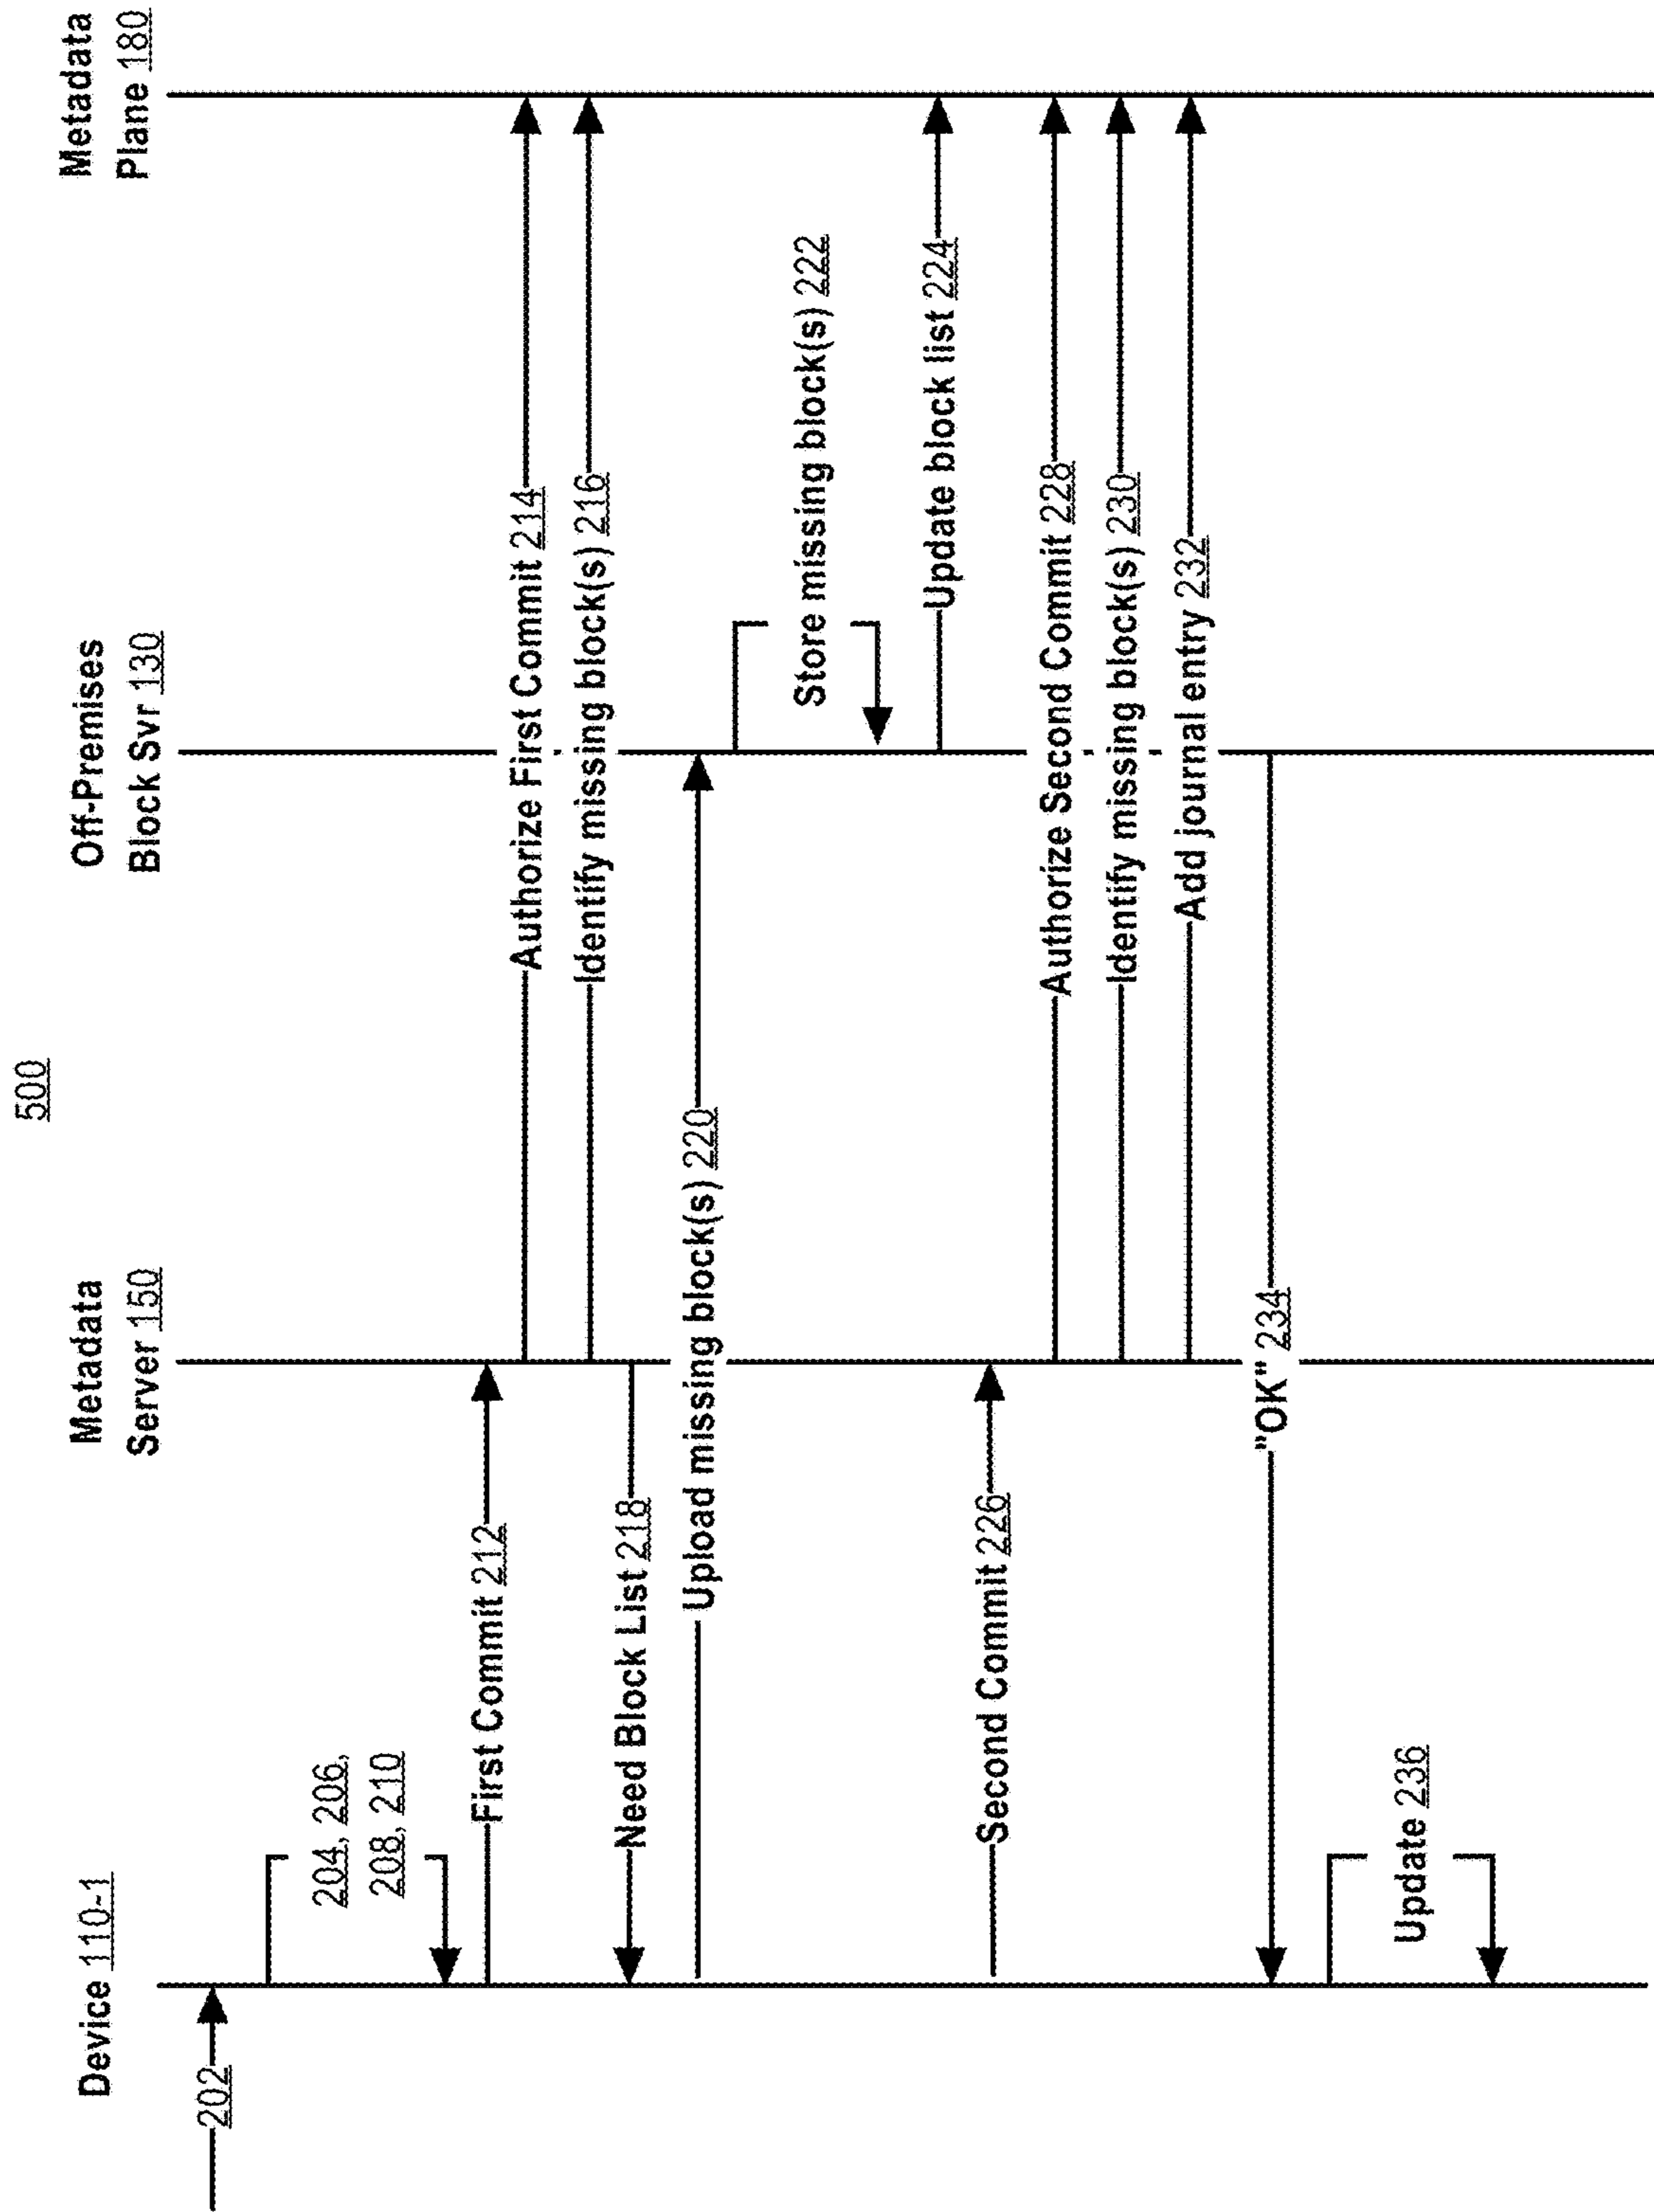 500
Device 110-1
Metadata
Server 150
Off-Premises
Block Svr 130
Metadata
Plane 180
202
204, 206,
208, 210
First Commit 212
Authorize First Commit 214
Identify missing block(s) 216
Need Block List 218
Upload missing block(s) 220
Store missing block(s) 222
Update block list 224
Second Commit 226
Authorize Second Commit 228
Identify missing block(s) 230
Add journal entry 232
"OK" 234
Update 236